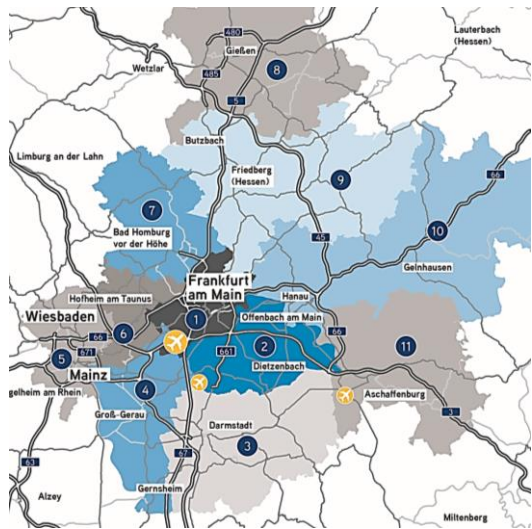 480
Gießen
Lauterbach
(Hessen)
Wetzlar
485
8
5
Butzbach
Limburg an der Lahn
Friedberg
(Hessen)
9
66
7
10
Bad Homburg
vor der Höhe
45
Gelnhausen
Frankfurt
am Main
Hofheim am Taunus
Hanau
Wiesbaden
1
Offenbach am Main
6
66
66
671
2
11
5
661
Mainz
Dietzenbach
4
gelheim am Rhein
Aschaffenburg
Groß-Gerau
3
Darmstadt
3
67
63
Gernsheim
Alzey
Miltenberg